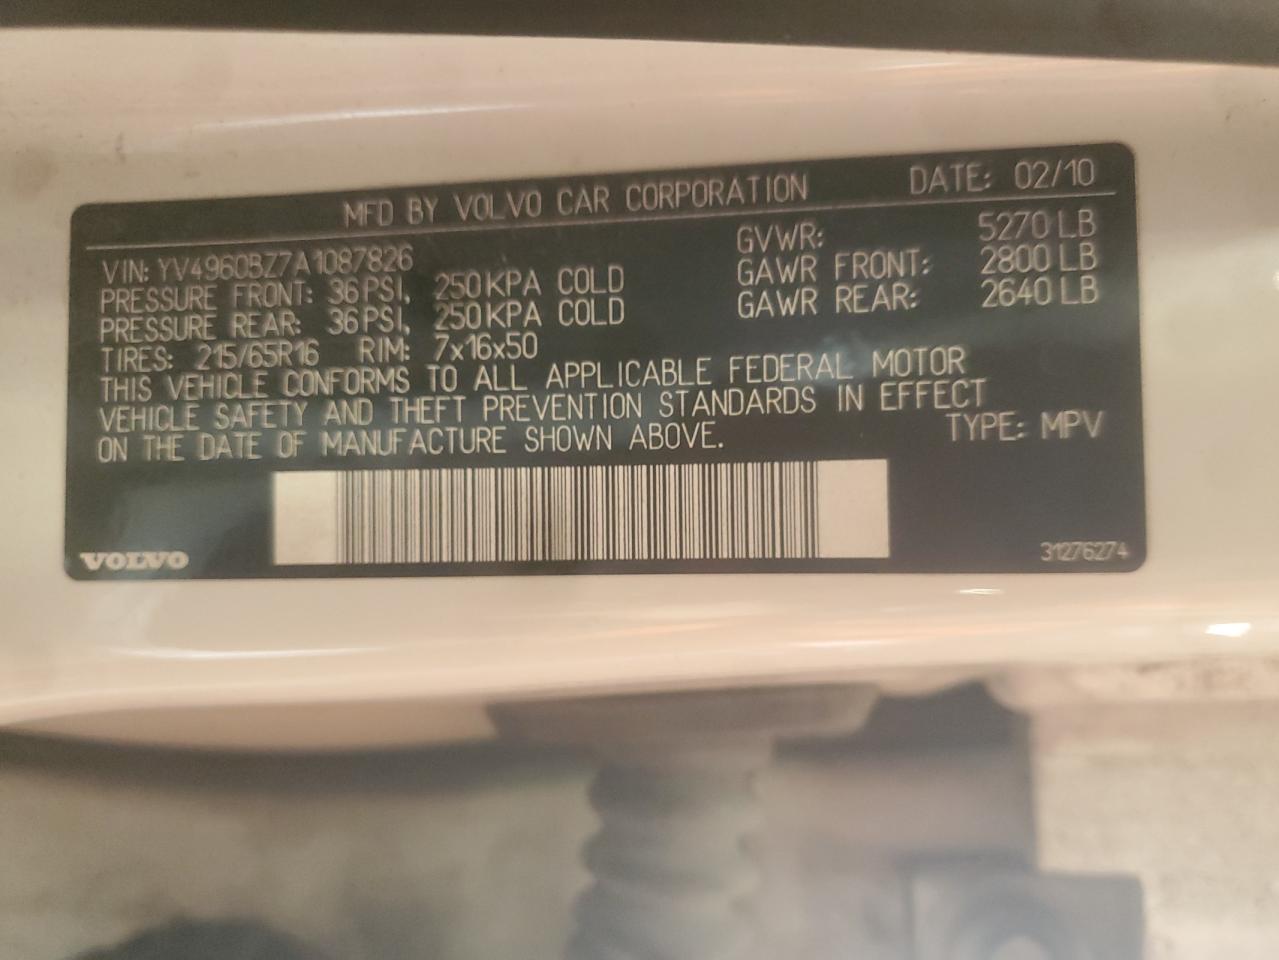 MFD BY VOLVO CAR CORPORATION DATE: 02/10
VIN: YV4960BZ7A1087826 GVWR: 5270 LB
PRESSURE FRONT: 36 PSI, 250 KPA COLD GAWR FRONT: 2800 LB
PRESSURE REAR: 36 PSI, 250 KPA COLD GAWR REAR: 2640 LB
TIRES: 215/65R16 RIM: 7x16x50
THIS VEHICLE CONFORMS TO ALL APPLICABLE FEDERAL MOTOR
VEHICLE SAFETY AND THEFT PREVENTION STANDARDS IN EFFECT
ON THE DATE OF MANUFACTURE SHOWN ABOVE. TYPE: MPV
VOLVO 31276274